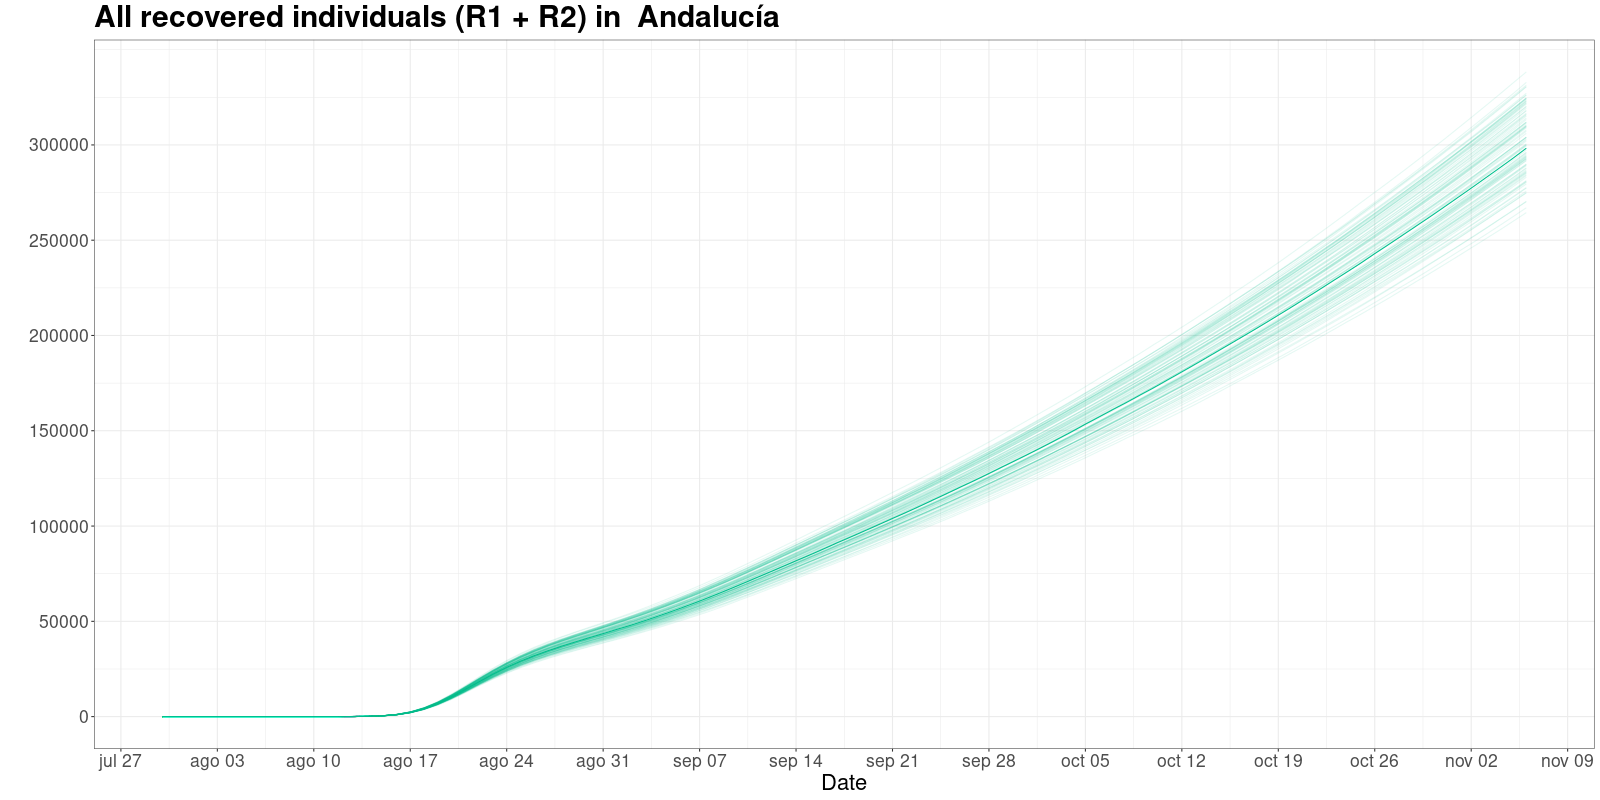 All recovered individuals (R1 + R2) in  Andalucía
300000
250000
200000
150000
100000
50000
0
jul 27 ago 03 ago 10 ago 17 ago 24 ago 31 sep 07 sep 14 sep 21 sep 28 oct 05 oct 12 oct 19 oct 26 nov 02 nov 09
Date